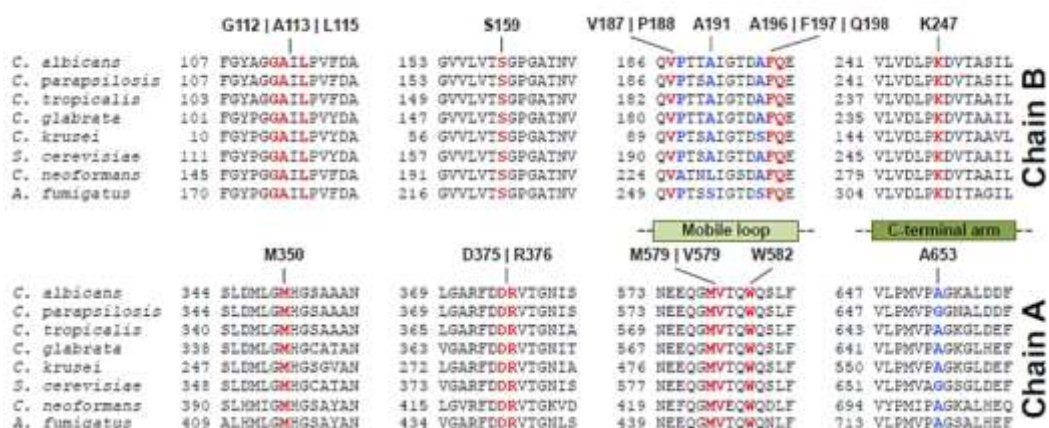 G112 | A113 | L115 S159 V187 | P188 A191 A196 | F197 | Q198 K247
C. albicans 107 FGYAGGAILPVFDA 153 GVVLVTSGPGATNV 186 QVPTTAIGTDAFQE 241 VLVDLPKDVTASIL
C. parapsilosis 107 FGYAGGAILPVFDA 153 GVVLVTSGPGATNV 186 QVPTTAIGTDAFQE 241 VLVDLPKDVTASIL
C. tropicalis 103 FGYAGGAILPVFDA 149 GVVLVTSGPGATNV 182 QVPTTAIGTDAFQE 237 VLVDLPKDVTAAIL
C. glabrata 101 FGYPGGAILPVYDA 147 GVVLVTSGPGATNV 180 QVPTTAIGTDAFQE 235 VLVDLPKDVTAAIL
C. krusei 10 FGYPGGAILPVFDA 56 GVVLVTSGPGATNV 89 QVPTTAIGTDSFQE 144 VLVDLPKDVTAAVL
S. cerevisiae 111 FGYPGGAILPVYDA 157 GVVLVTSGPGATNV 190 QVPTSAIGTDAFQE 245 VLVDLPKDVTAAIL
C. neoformans 145 FGYPGGAILPVFDA 191 GVVLVTSGPGATNV 224 QVATNLIGSDAFQE 279 VLVDLPKDVTAAIL
A. fumigatus 170 FGYPGGAILPVFDA 216 GVVLVTSGPGATNV 249 QVPTSSIGTDSFQE 304 VLVDLPKDITAGIL
Chain B
Mobile loop C-terminal arm
M350 D375 | R376 M579 | V579 W582 A653
C. albicans 344 SLDMLGMHGSAAAN 369 LGARFDDRVTGNIS 573 NEEQGMVTQWQSLF 647 VLPMVPAGKALDDF
C. parapsilosis 344 SLDMLGMHGSAAAN 369 LGARFDDRVTGNIS 573 NEEQGMVTQWQSLF 647 VLPMVPGGNALDDF
C. tropicalis 340 SLDMLGMHGSAAAN 365 LGARFDDRVTGNIA 569 NEEQGMVTQWQSLF 643 VLPMVPAGKGLDEF
C. glabrata 338 SLDMLGMHGCATAN 363 VGARFDDRVTGNIT 567 NEEQGMVTQWQSLF 641 VLPMVPAGKGLHEF
C. krusei 247 SLDMLGMHGSGVAN 272 LGARFDDRVTGNIA 476 NEEQGMVTQWQSLF 550 VLPMVPAGKALDEF
S. cerevisiae 348 SLDMLGMHGCATAN 373 VGARFDDRVTGNIS 577 NEEQGMVTQWQSLF 651 VLPMVAGGSGLDEF
C. neoformans 390 SLHMIGMHGSAYAN 415 LGVRFDDRVTGKVD 419 NEFQGMVEQWQDLF 694 VYPMIPAGKALHEQ
A. fumigatus 409 ALHMLGMHGSAYAN 434 VGARFDDRVTGNLS 439 NEEQGMVTQWQNLF 713 VLPMVPAGKGLHEF
Chain A